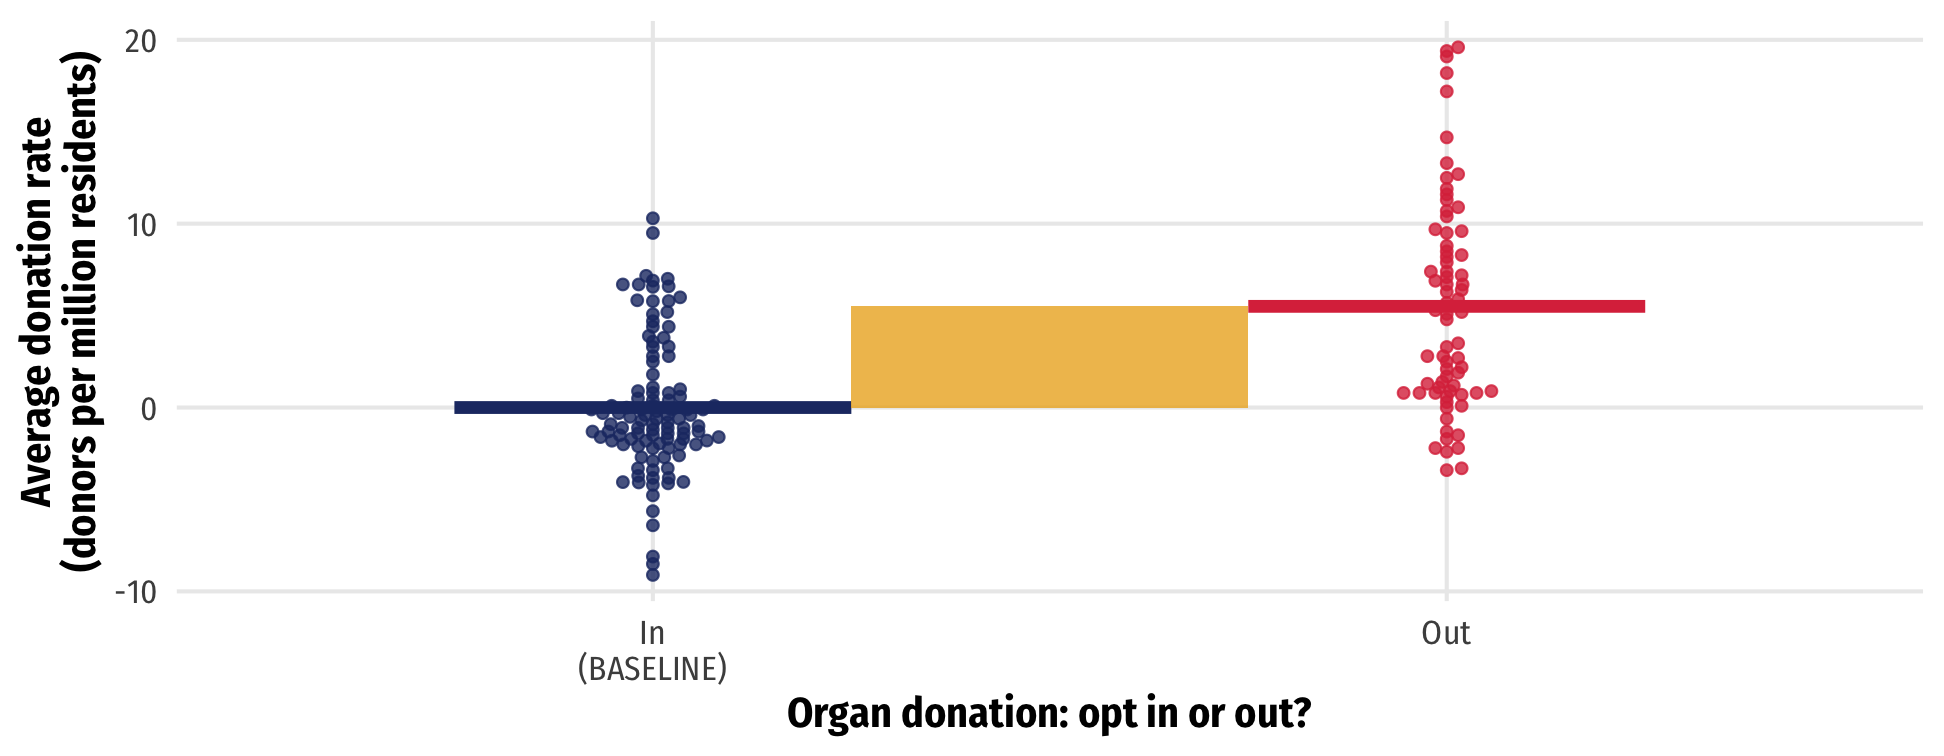 Average donation rate
(donors per million residents)
20
10
0
-10
In
(BASELINE)
Out
Organ donation: opt in or out?